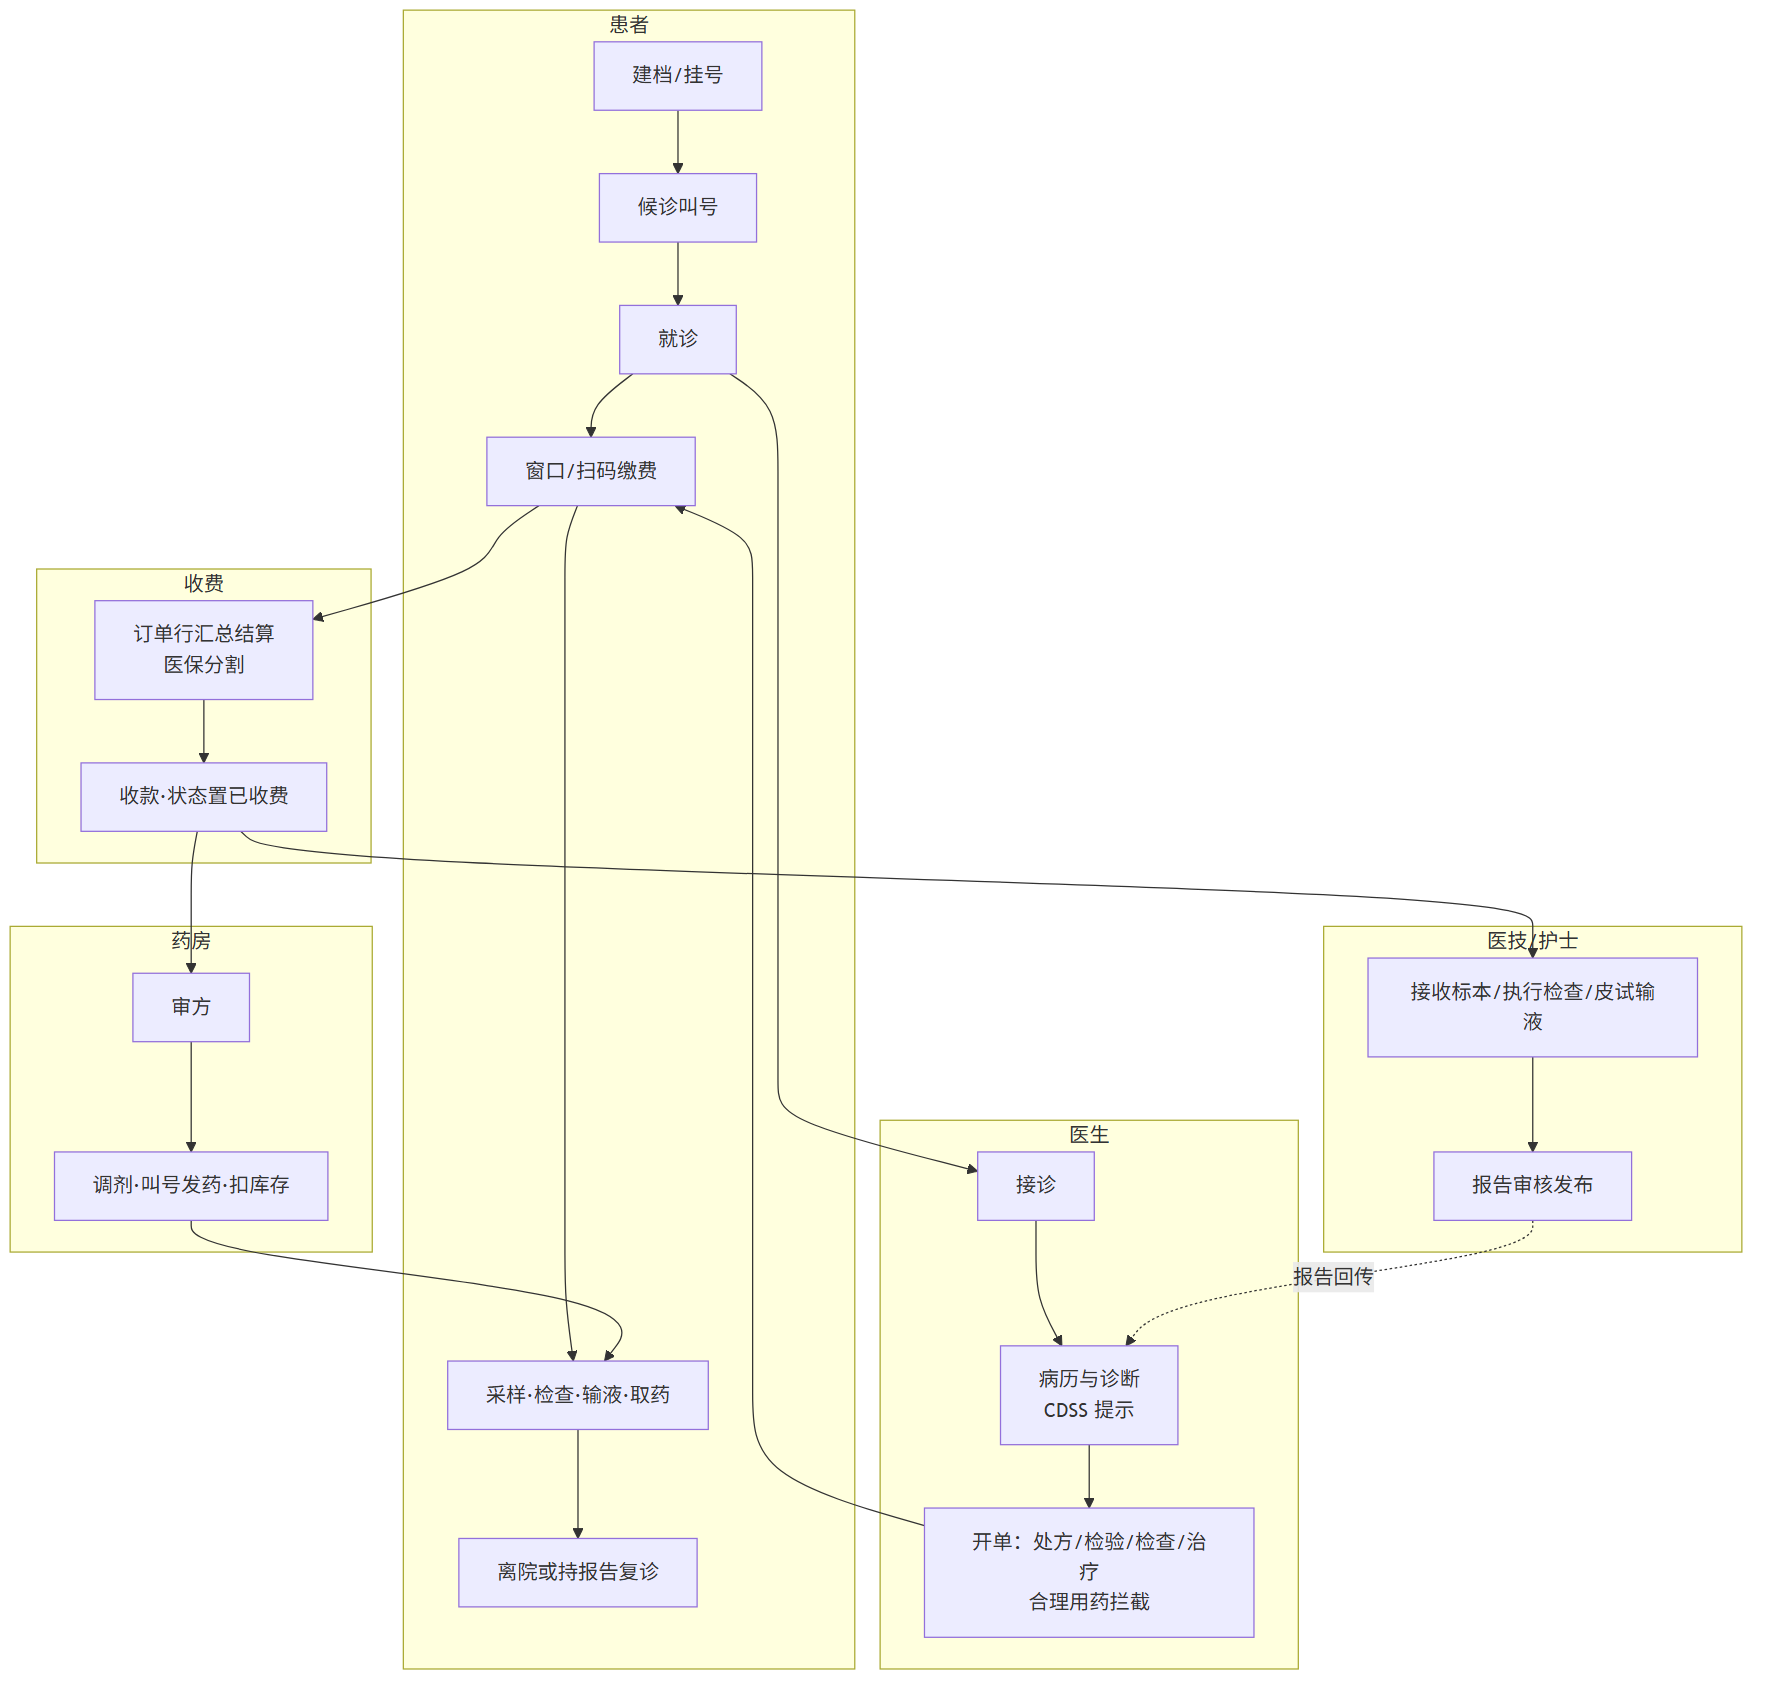 患者
建档/挂号
候诊叫号
就诊
窗口/扫码缴费
收费
订单行汇总结算
医保分割
收款·状态置已收费
药房
审方
调剂·叫号发药·扣库存
医技/护士
接收标本/执行检查/皮试输
液
报告审核发布
医生
接诊
报告回传
病历与诊断
CDSS 提示
采样·检查·输液·取药
开单：处方/检验/检查/治
疗
合理用药拦截
离院或持报告复诊